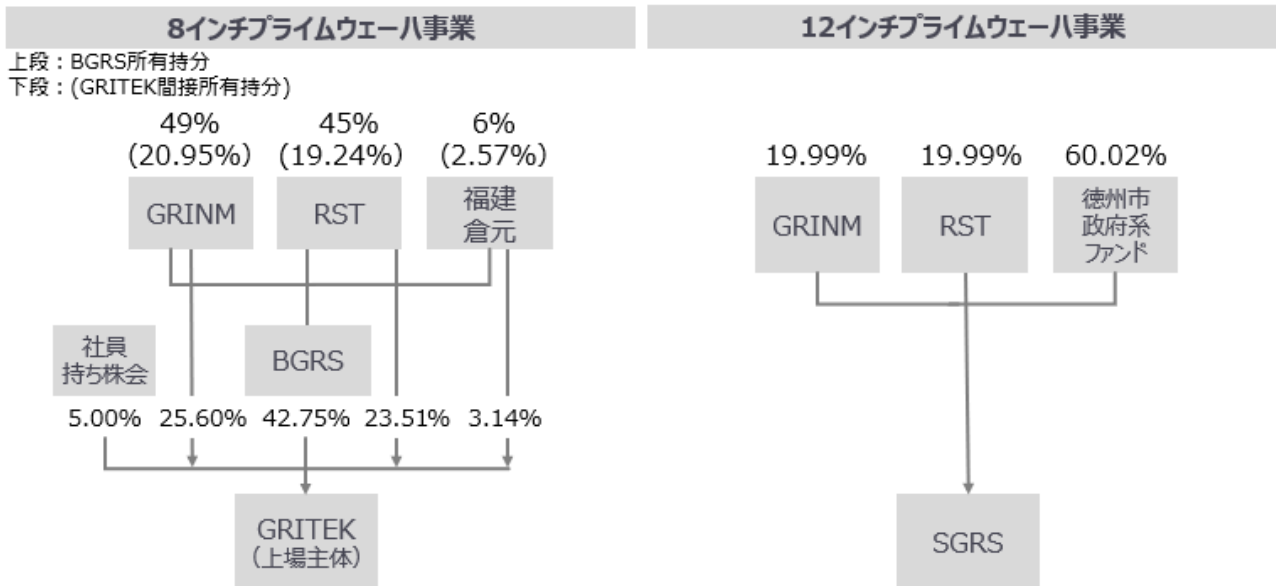 8インチプライムウェーハ事業
上段：BGRS所有持分
下段：(GRITEK間接所有持分)
49%
(20.95%)
45%
(19.24%)
6%
(2.57%)
GRINM
RST
福建
倉元
社員
持ち株会
BGRS
5.00%
25.60%
42.75%
23.51%
3.14%
GRITEK
(上場主体)
12インチプライムウェーハ事業
19.99%
19.99%
60.02%
GRINM
RST
徳州市
政府系
ファンド
SGRS